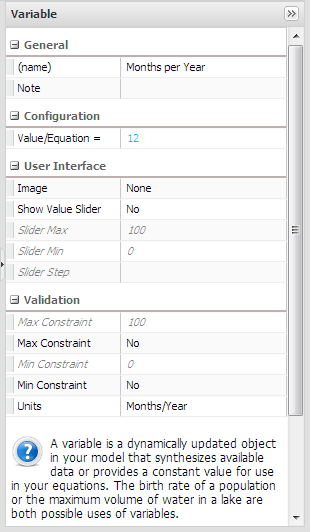 Variable
General
(name) Months per Year
Note
Configuration
Value/Equation = 12
User Interface
Image None
Show Value Slider No
Slider Max 100
Slider Min 0
Slider Step
Validation
Max Constraint 100
Max Constraint No
Min Constraint 0
Min Constraint No
Units Months/Year
A variable is a dynamically updated object
in your model that synthesizes available
data or provides a constant value for use
in your equations. The birth rate of a population
or the maximum volume of water in a lake are
both possible uses of variables.